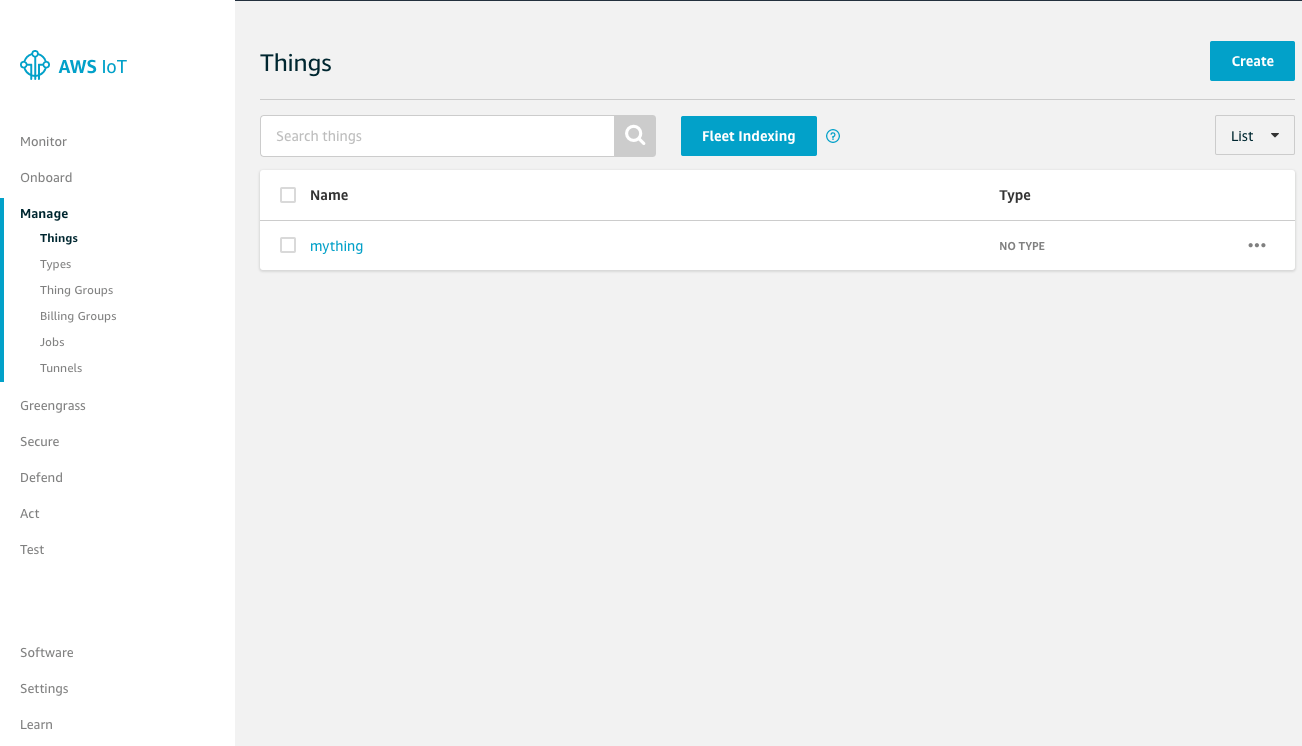 AWS IoT
Monitor
Onboard
Manage
Things
Types
Thing Groups
Billing Groups
Jobs
Tunnels
Greengrass
Secure
Defend
Act
Test
Software
Settings
Learn
Things
Create
Search things
Fleet Indexing
?
List
Name Type
mything NO TYPE